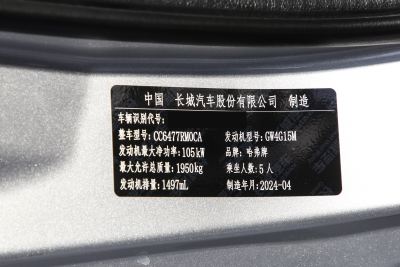 中国 长城汽车股份有限公司 制造
车辆识别代号：
整车型号：CC6477RM0CA 发动机型号：GW4G15M
发动机最大净功率：105kW 品牌：哈弗牌
最大允许总质量：1950kg 乘坐人数：5人
发动机排量：1497mL 制造年月：2024-04